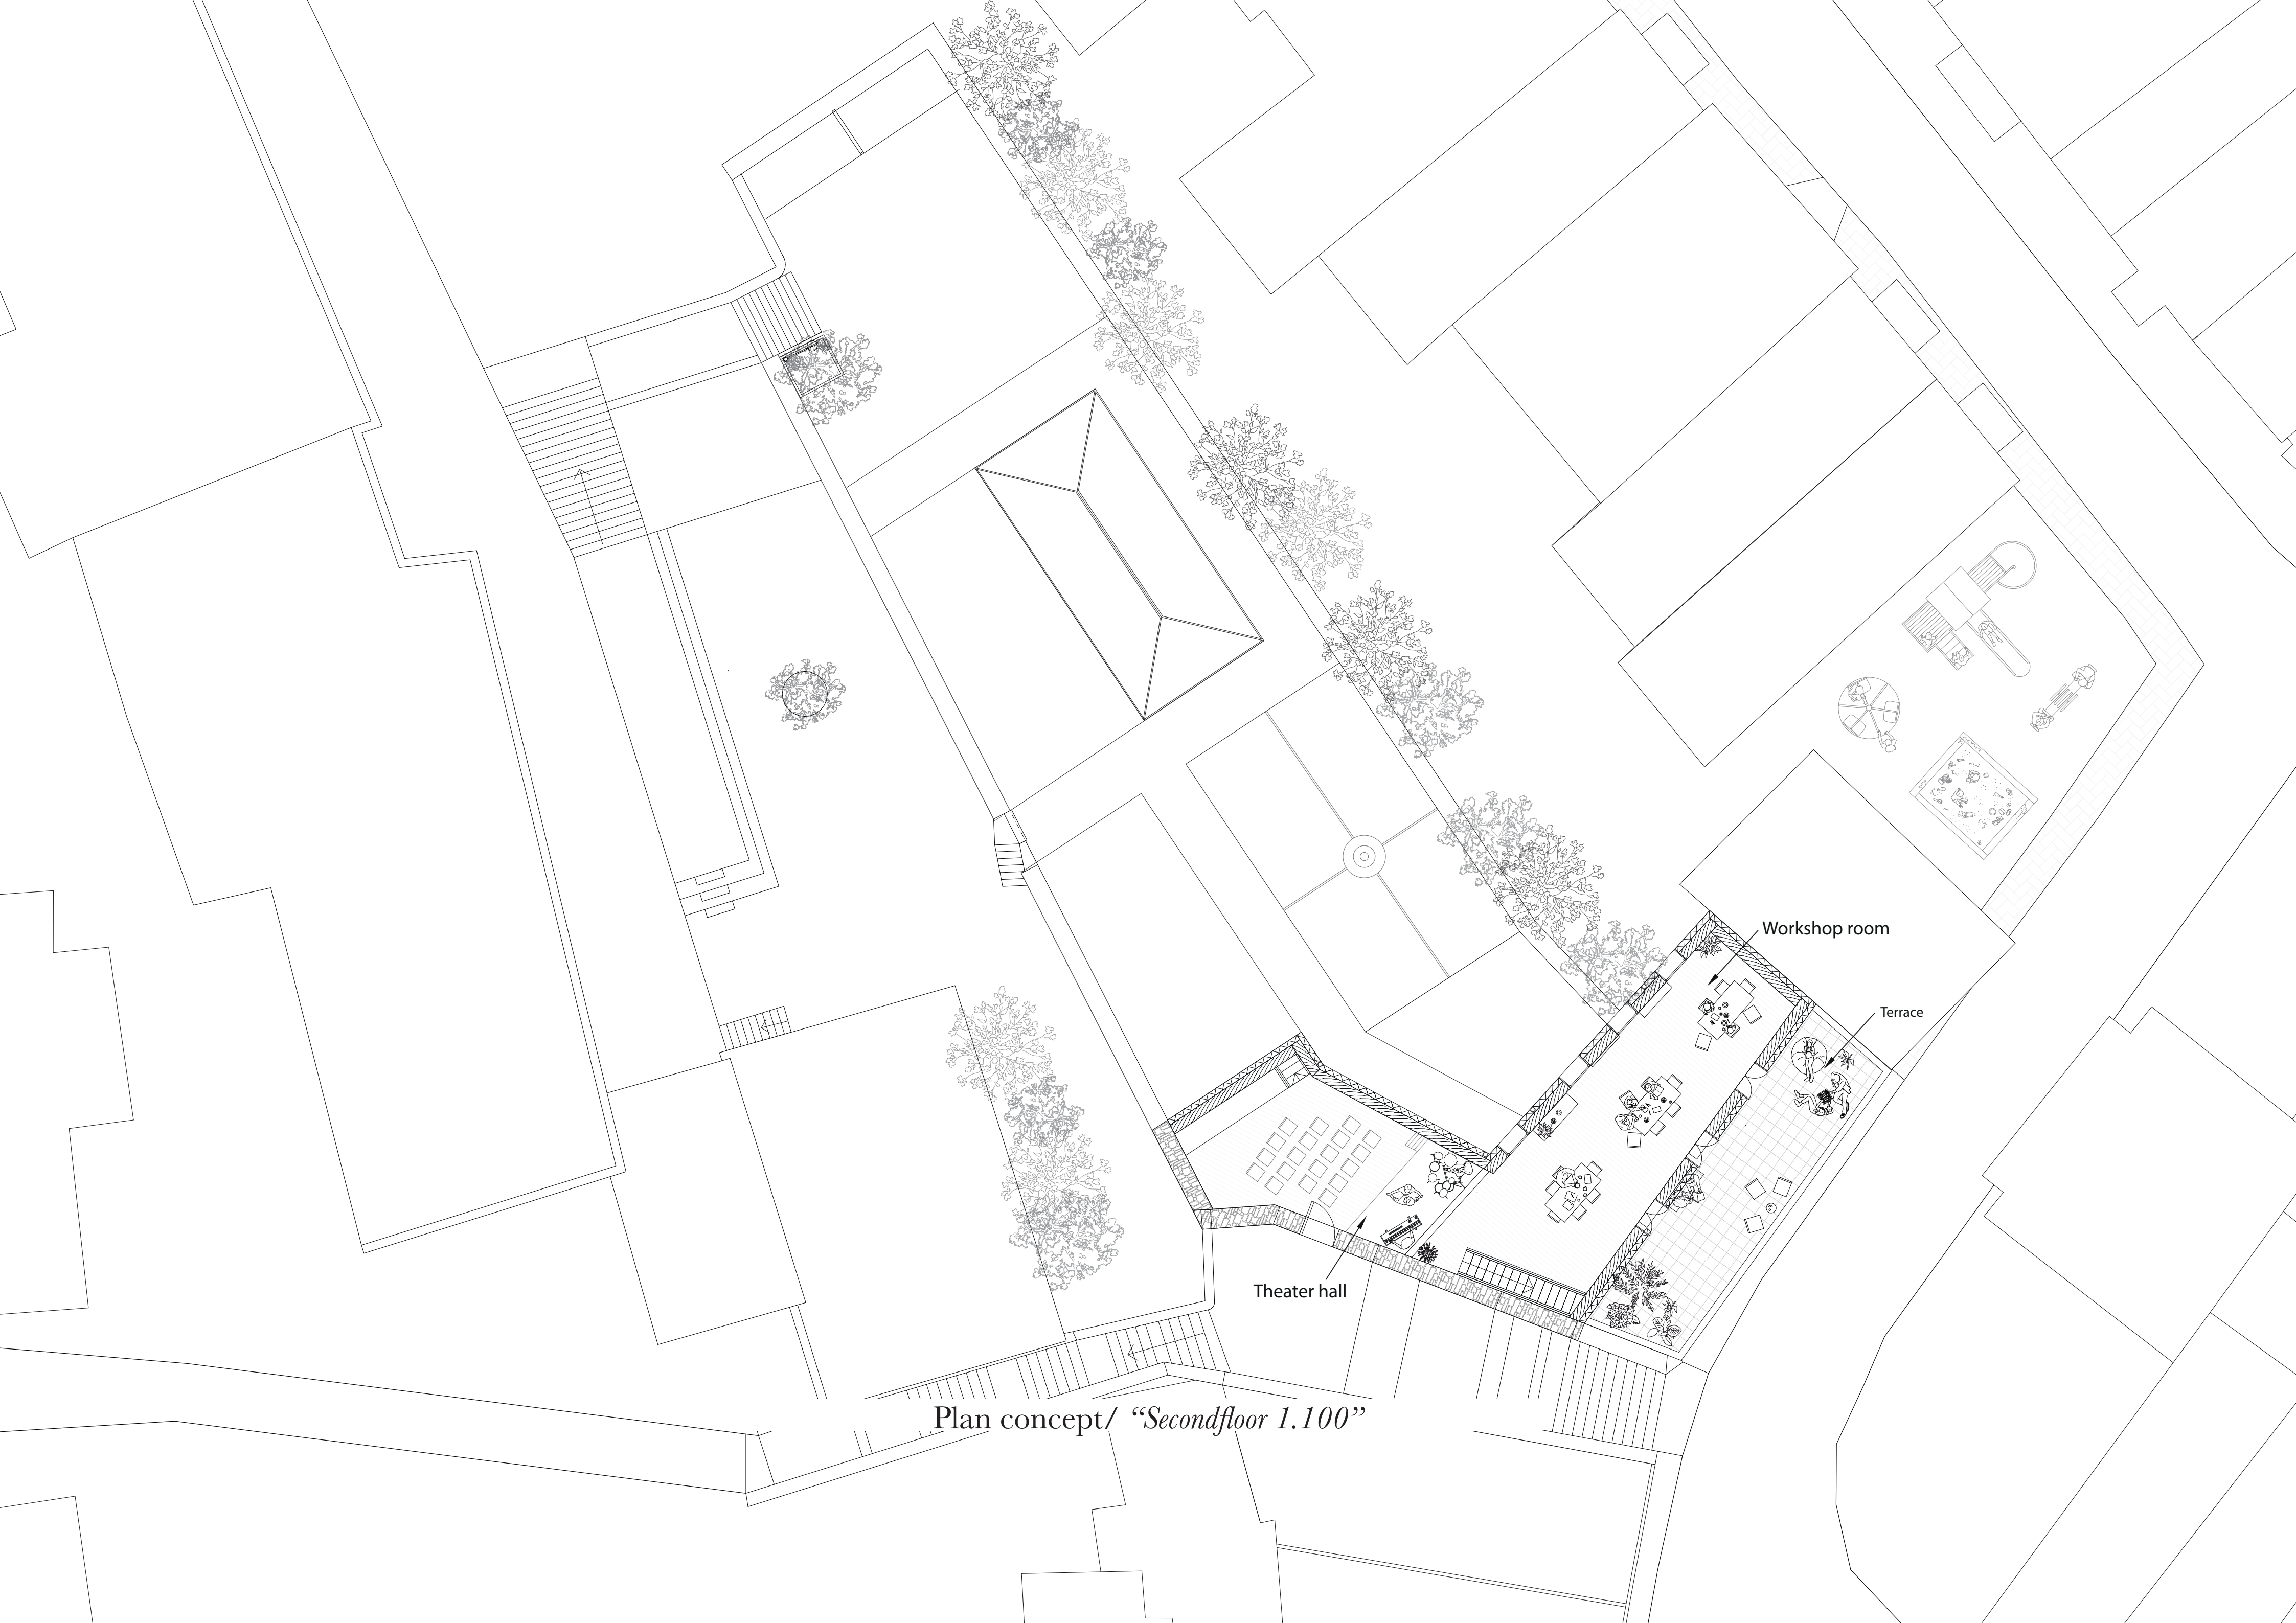 Workshop room
Terrace
Theater hall
Plan concept/ “Secondfloor 1.100”